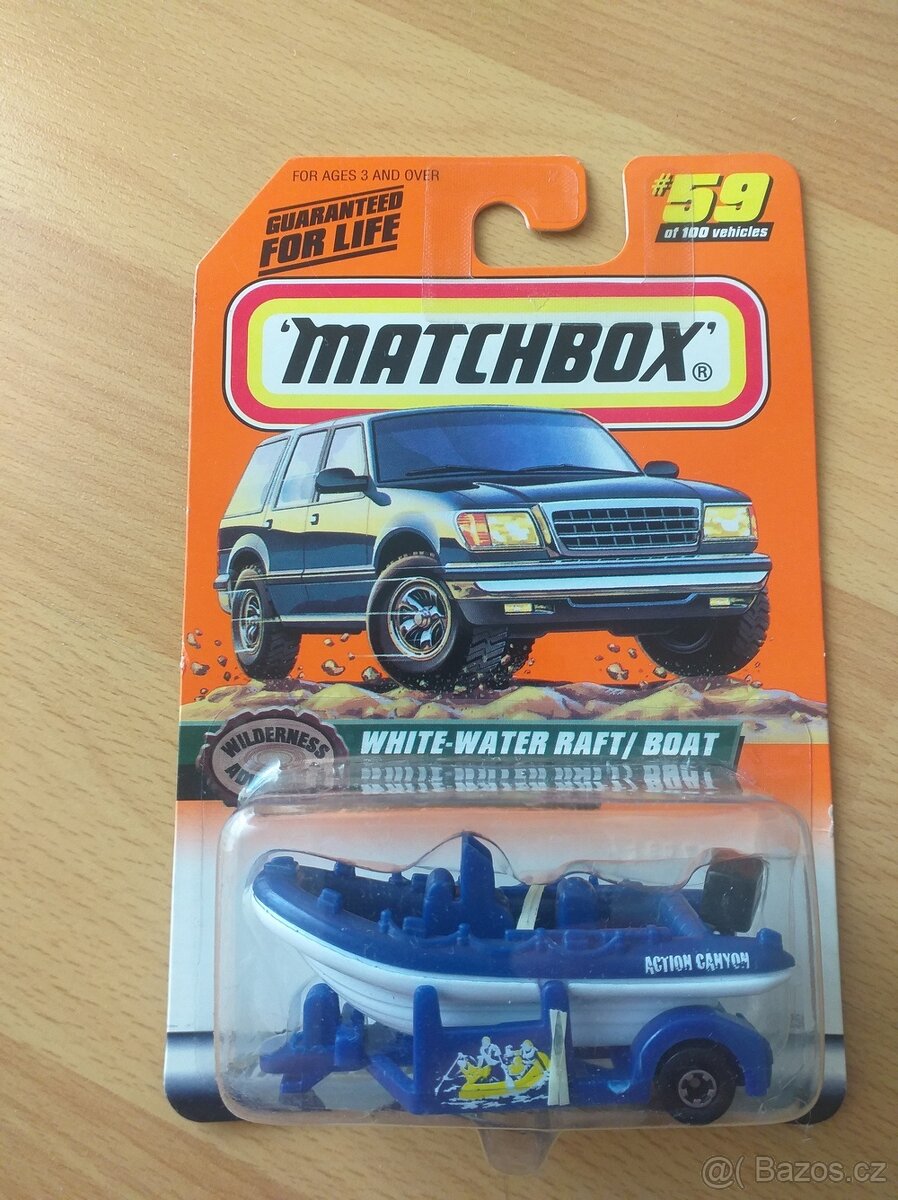 FOR AGES 3 AND OVER
GUARANTEED
FOR LIFE
#59
of 100 vehicles
'MATCHBOX'®
WILDERNESS
WHITE-WATER RAFT/ BOAT
ACTION CANYON
@( Bazos.cz